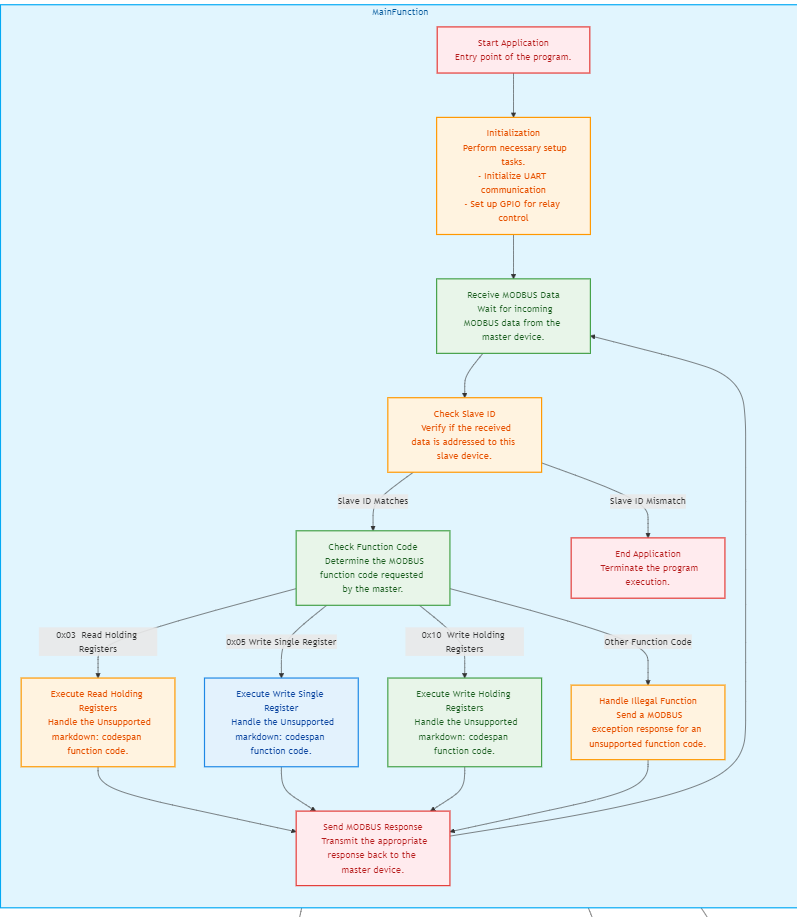 MainFunction
Start Application
Entry point of the program.
Initialization
Perform necessary setup
tasks.
- Initialize UART
communication
- Set up GPIO for relay
control
Receive MODBUS Data
Wait for incoming
MODBUS data from the
master device.
Check Slave ID
Verify if the received
data is addressed to this
slave device.
Slave ID Matches
Slave ID Mismatch
Check Function Code
Determine the MODBUS
function code requested
by the master.
End Application
Terminate the program
execution.
0x03 Read Holding
Registers
0x05 Write Single Register
0x10 Write Holding
Registers
Other Function Code
Execute Read Holding
Registers
Handle the Unsupported
markdown: codespan
function code.
Execute Write Single
Register
Handle the Unsupported
markdown: codespan
function code.
Execute Write Holding
Registers
Handle the Unsupported
markdown: codespan
function code.
Handle Illegal Function
Send a MODBUS
exception response for an
unsupported function code.
Send MODBUS Response
Transmit the appropriate
response back to the
master device.